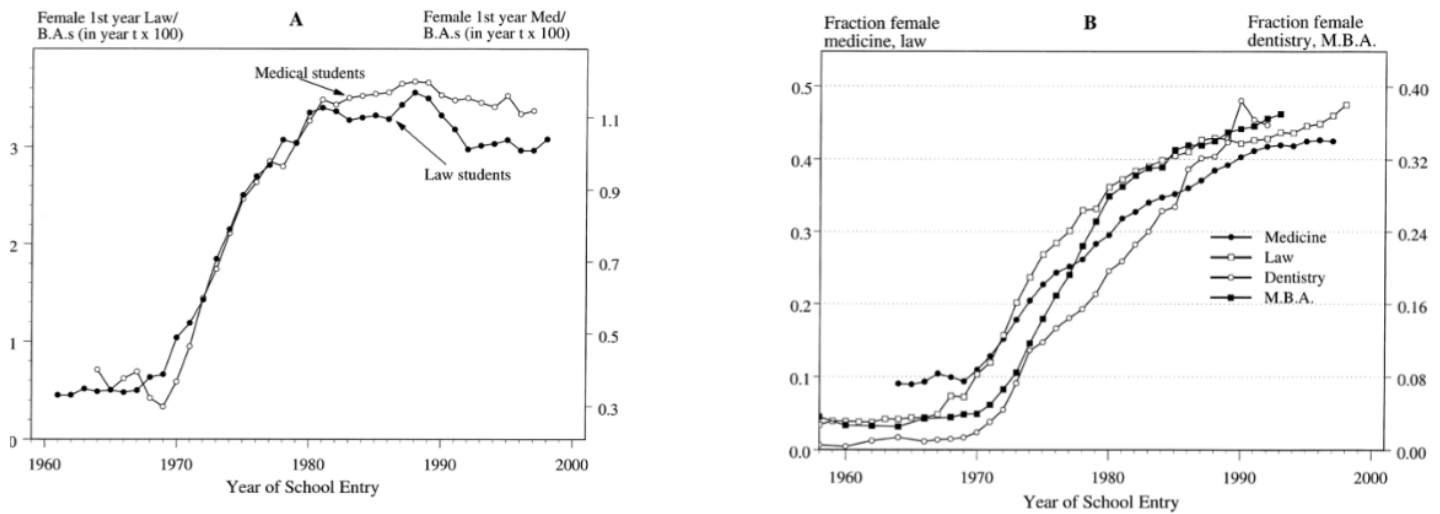 Female 1st year Law/
B.A.s (in year t x 100)
A
Female 1st year Med/
B.A.s (in year t x 100)
Medical students
Law students
3
2
1
0
1.1
0.9
0.7
0.5
0.3
1960 1970 1980 1990 2000
Year of School Entry
Fraction female
medicine, law
B
Fraction female
dentistry, M.B.A.
0.5
0.4
0.3
0.2
0.1
0.0
0.40
0.32
0.24
0.16
0.08
0.00
Medicine
Law
Dentistry
M.B.A.
1960 1970 1980 1990 2000
Year of School Entry